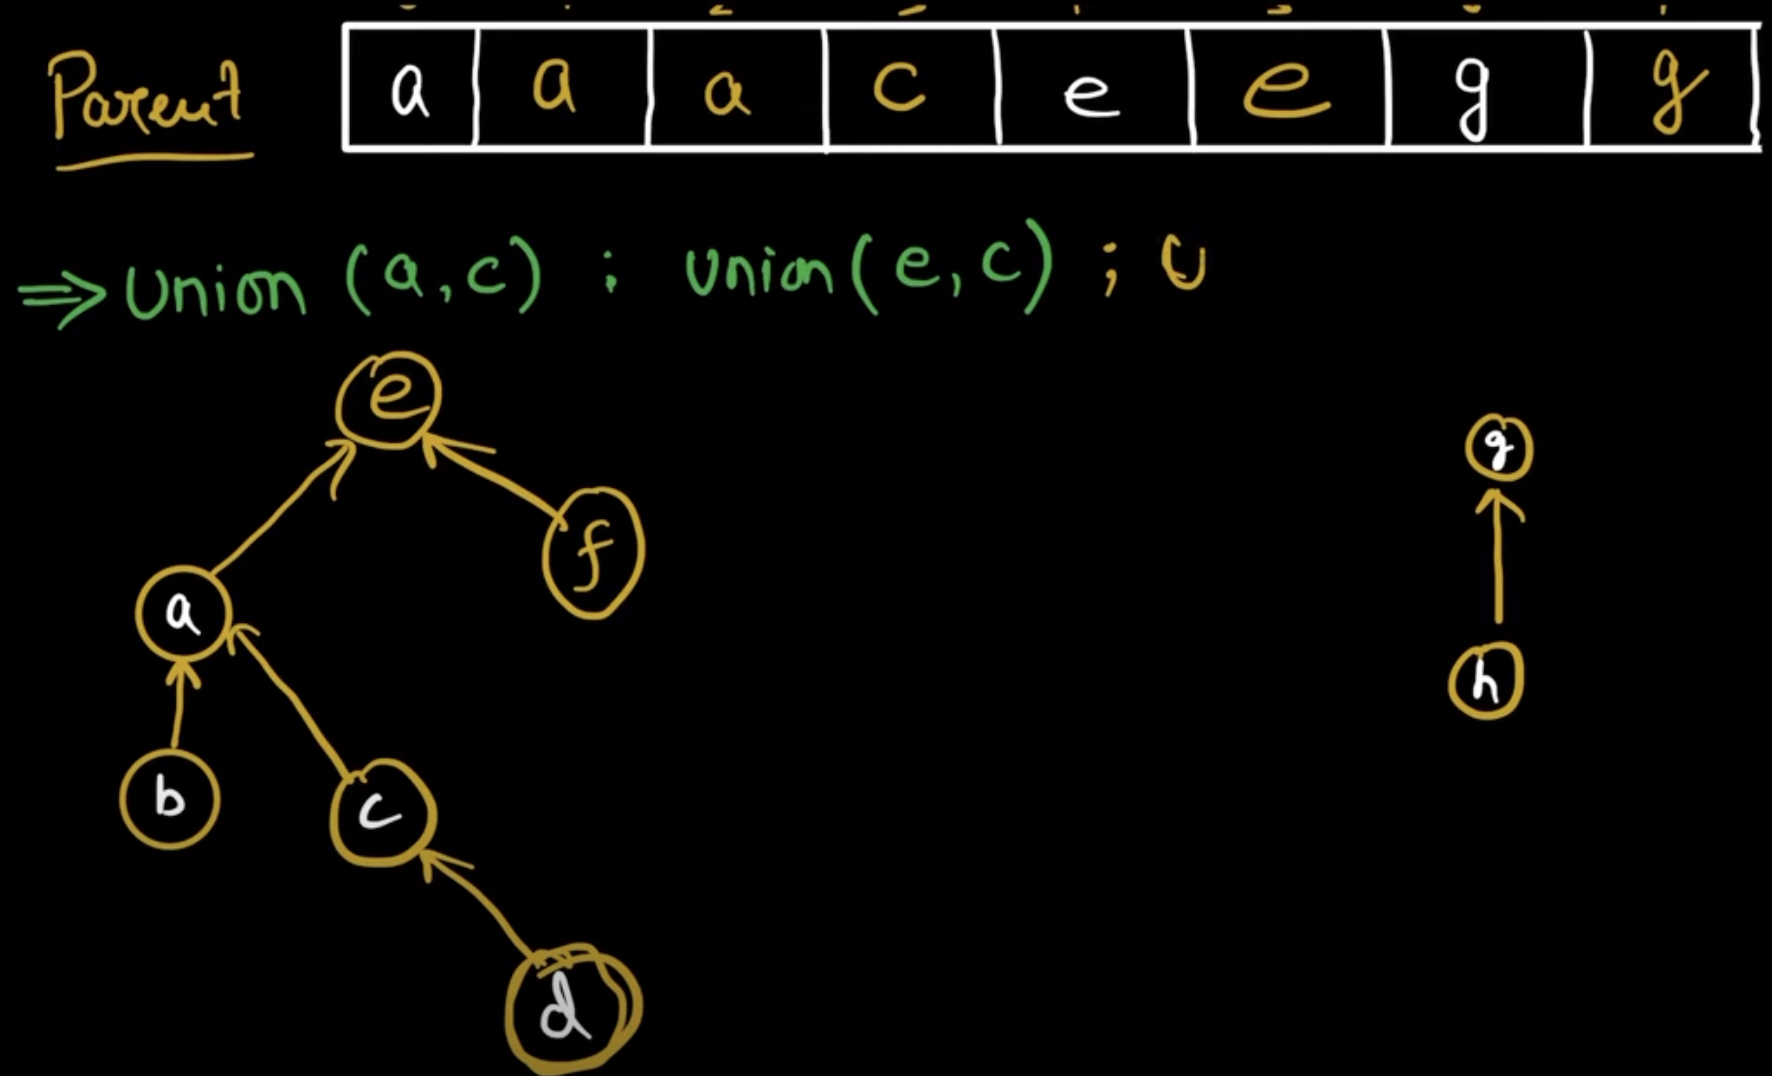 Parent a a a c e e g g
⇒ Union (a,c) ; Union (e,c) ; U
e
g
f
a
h
b
c
d